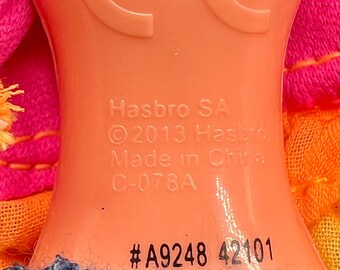 Hasbro SA
©2013 Hasbro
Made in China
C-078A
#A9248 42101